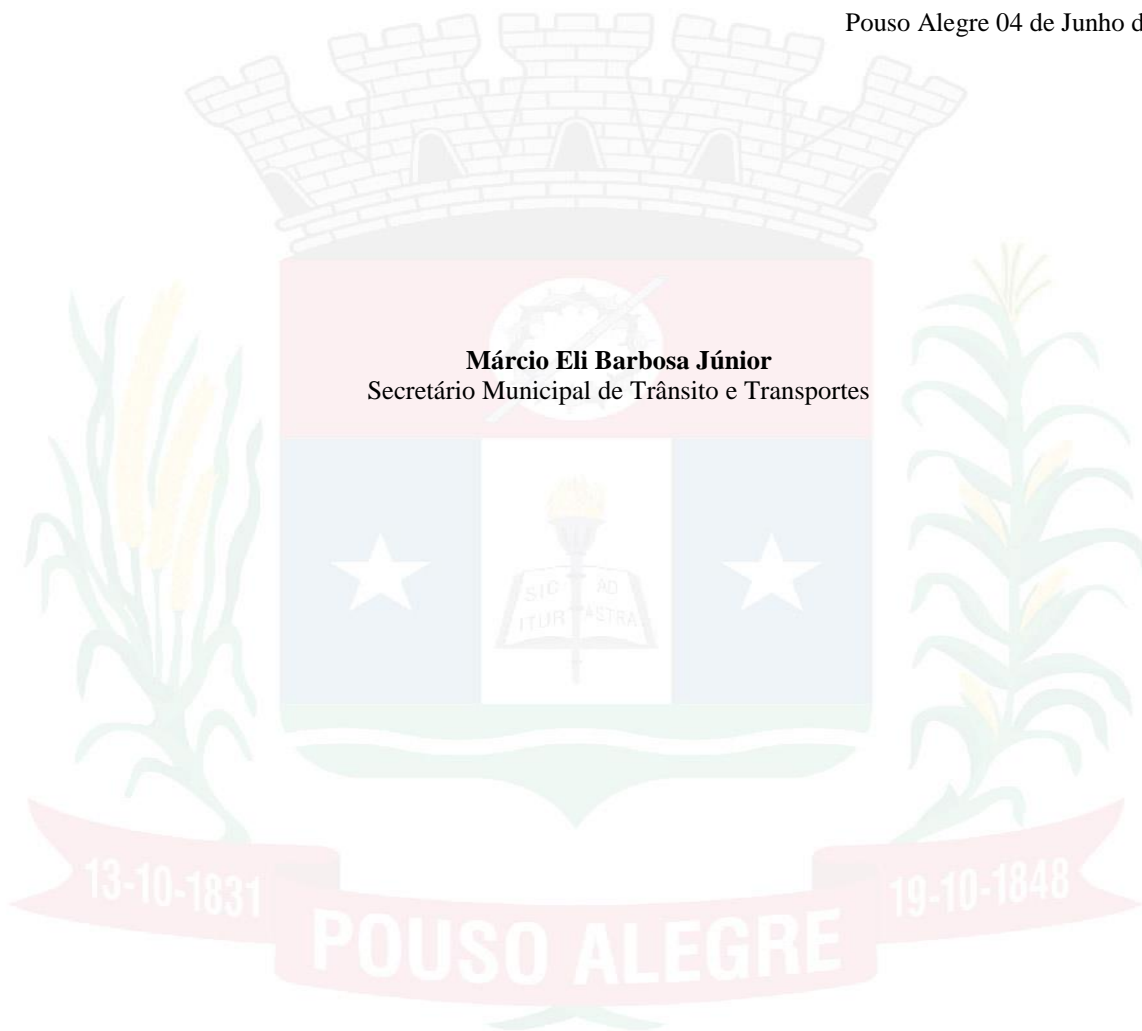 Pouso Alegre 04 de Junho d
Márcio Eli Barbosa Júnior
Secretário Municipal de Trânsito e Transportes
SIC AD
ITUR ASTRA
13-10-1831
19-10-1848
POUSO ALEGRE